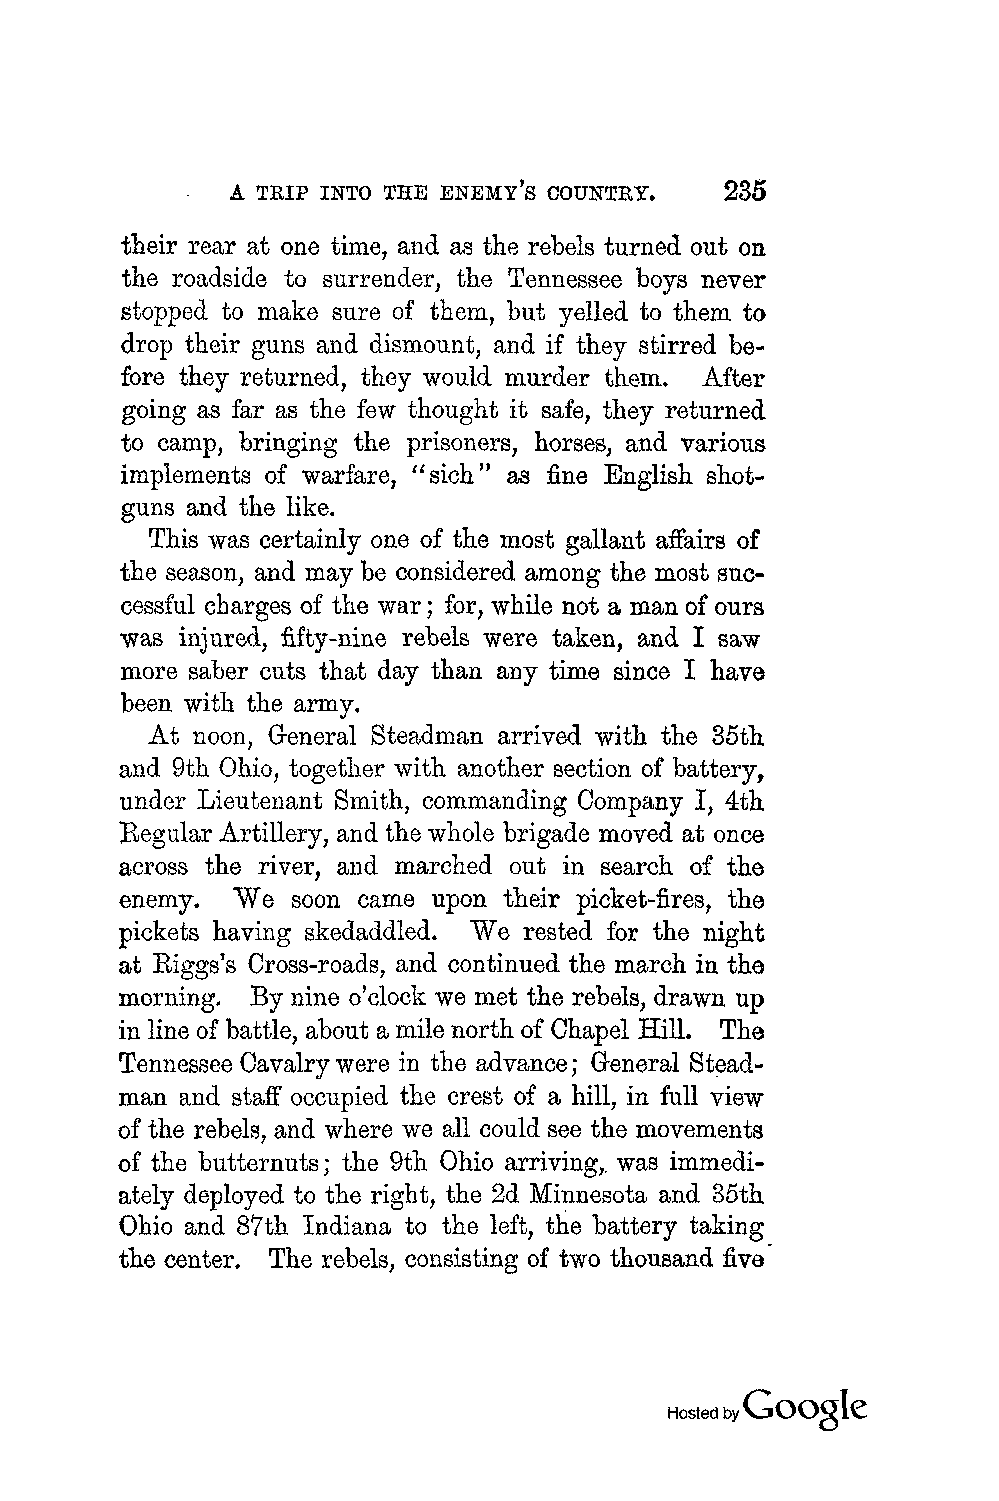 A TRIP INTO THE ENEMY'S COUNTRY. 235
their rear at one time, and as the rebels turned out on
the roadside to surrender, the Tennessee boys never
stopped to make sure of them, but yelled to them to
drop their guns and dismount, and if they stirred be-
fore they returned, they would murder them. After
going as far as the few thought it safe, they returned
to camp, bringing the prisoners, horses, and various
implements of warfare, "sich" as fine English shot-
guns and the like.
This was certainly one of the most gallant affairs of
the season, and may be considered among the most suc-
cessful charges of the war; for, while not a man of ours
was injured, fifty-nine rebels were taken, and I saw
more saber cuts that day than any time since I have
been with the army.
At noon, General Steadman arrived with the 35th
and 9th Ohio, together with another section of battery,
under Lieutenant Smith, commanding Company I, 4th
Regular Artillery, and the whole brigade moved at once
across the river, and marched out in search of the
enemy. We soon came upon their picket-fires, the
pickets having skedaddled. We rested for the night
at Riggs's Cross-roads, and continued the march in the
morning. By nine o'clock we met the rebels, drawn up
in line of battle, about a mile north of Chapel Hill. The
Tennessee Cavalry were in the advance; General Stead-
man and staff occupied the crest of a hill, in full view
of the rebels, and where we all could see the movements
of the butternuts; the 9th Ohio arriving, was immedi-
ately deployed to the right, the 2d Minnesota and 35th
Ohio and 87th Indiana to the left, the battery taking
the center. The rebels, consisting of two thousand five
Hosted by Google